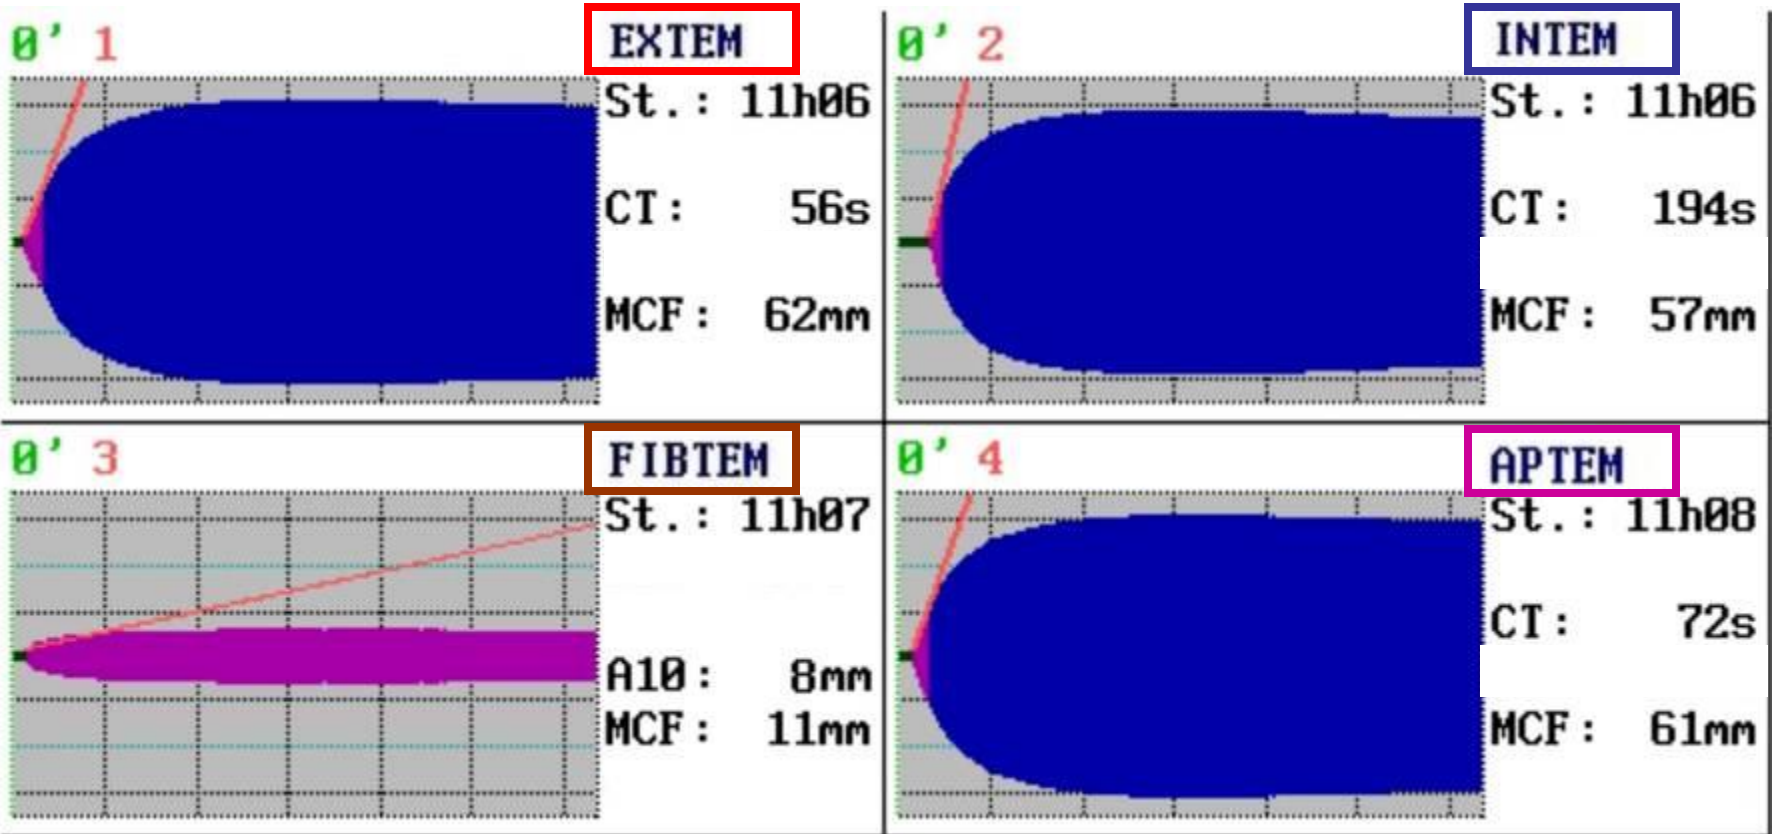 0' 1 EXTEM
St.: 11h06
CT: 56s
MCF: 62mm
0' 2 INTEM
St.: 11h06
CT: 194s
MCF: 57mm
0' 3 FIBTEM
St.: 11h07
A10: 8mm
MCF: 11mm
0' 4 APTEM
St.: 11h08
CT: 72s
MCF: 61mm